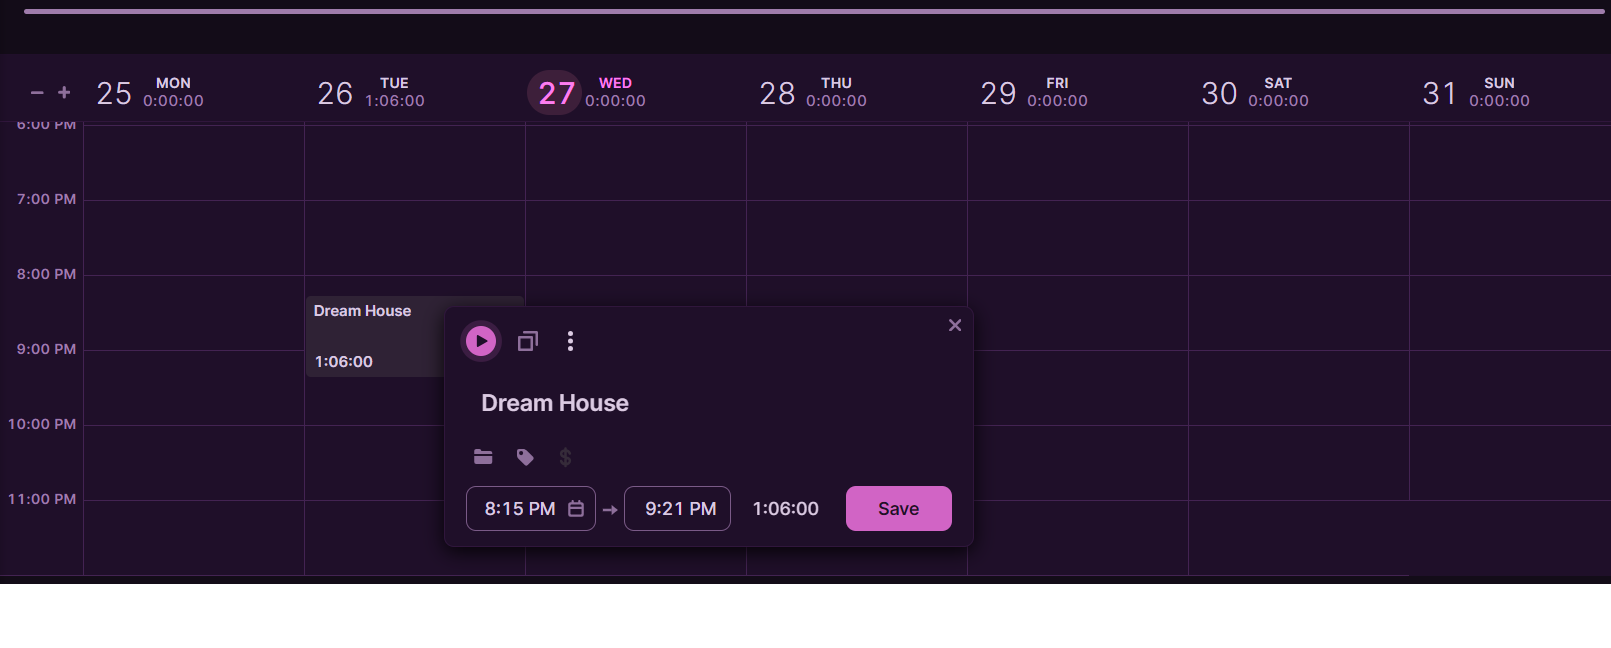 − + 25 MON 0:00:00 26 TUE 1:06:00 27 WED 0:00:00 28 THU 0:00:00 29 FRI 0:00:00 30 SAT 0:00:00 31 SUN 0:00:00
6:00 PM
7:00 PM
8:00 PM
Dream House
9:00 PM
1:06:00
10:00 PM
11:00 PM
Dream House
$
8:15 PM → 9:21 PM 1:06:00 Save